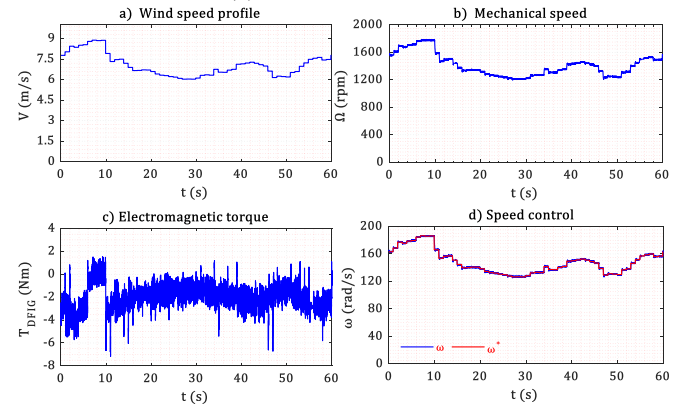 a) Wind speed profile
9
7.5
6
4.5
3
1.5
0
V (m/s)
0 10 20 30 40 50 60
t (s)
b) Mechanical speed
2000
1600
1200
800
400
0
Ω (rpm)
0 10 20 30 40 50 60
t (s)
c) Electromagnetic torque
4
2
0
-2
-4
-6
-8
T_DFIG (Nm)
0 10 20 30 40 50 60
t (s)
d) Speed control
200
160
120
80
40
0
ω (rad/s)
ω ω*
0 10 20 30 40 50 60
t (s)